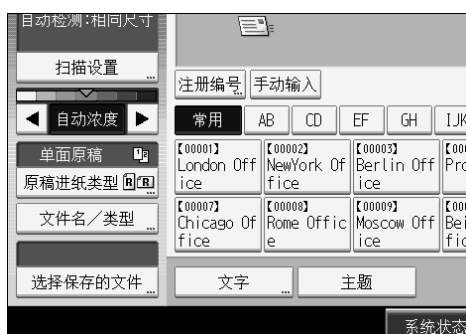 自动检测:相同尺寸
扫描设置
自动浓度
单面原稿
原稿进纸类型
文件名／类型
选择保存的文件
注册编号 手动输入
常用 AB CD EF GH IJK
[00001] [00002] [00003] [000
London Off NewYork Of Berlin Off Pro
ice fice ice
[00007] [00008] [00009] [000
Chicago Of Rome Offic Moscow Off Bei
fice e ice fic
文字 主题
系统状态